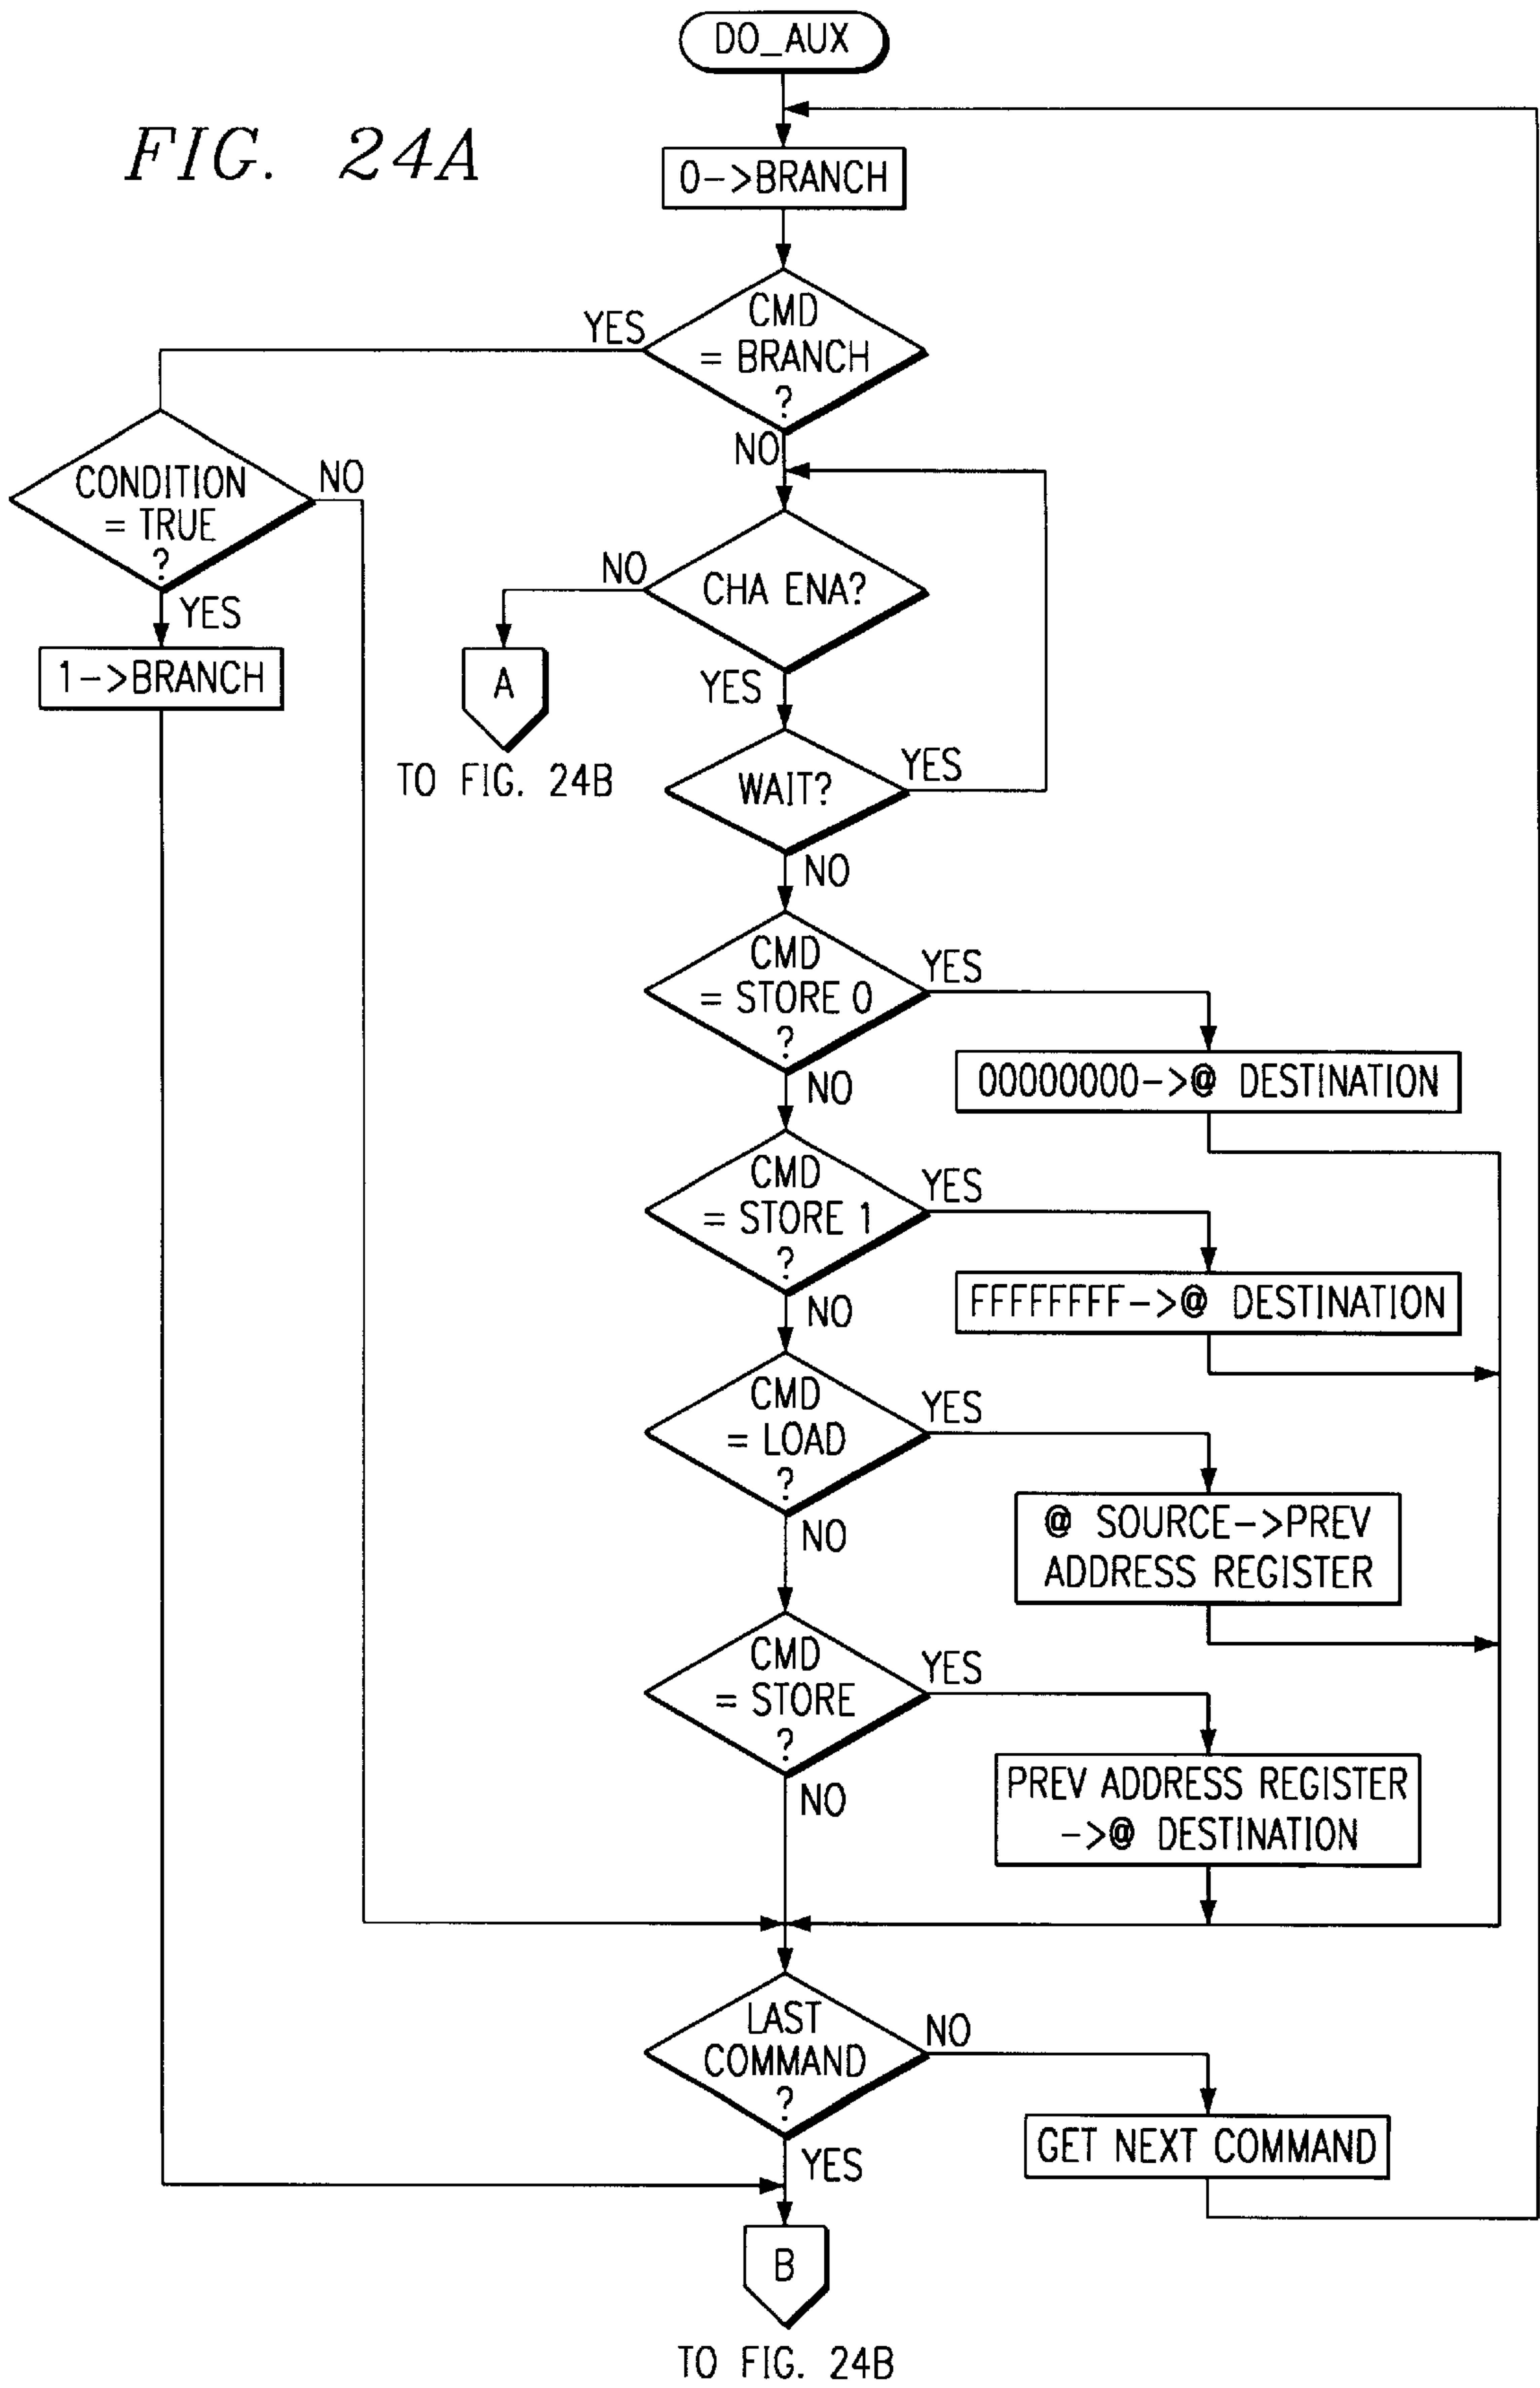 DO_AUX
FIG. 24A
0->BRANCH
CMD
= BRANCH
?
YES
NO
CONDITION
= TRUE
?
NO
YES
1->BRANCH
CHA ENA?
NO
YES
A
TO FIG. 24B
WAIT?
YES
NO
CMD
= STORE 0
?
YES
NO
00000000->@ DESTINATION
CMD
= STORE 1
?
YES
NO
FFFFFFFF->@ DESTINATION
CMD
= LOAD
?
YES
NO
@ SOURCE->PREV
ADDRESS REGISTER
CMD
= STORE
?
YES
NO
PREV ADDRESS REGISTER
->@ DESTINATION
LAST
COMMAND
?
NO
YES
GET NEXT COMMAND
B
TO FIG. 24B